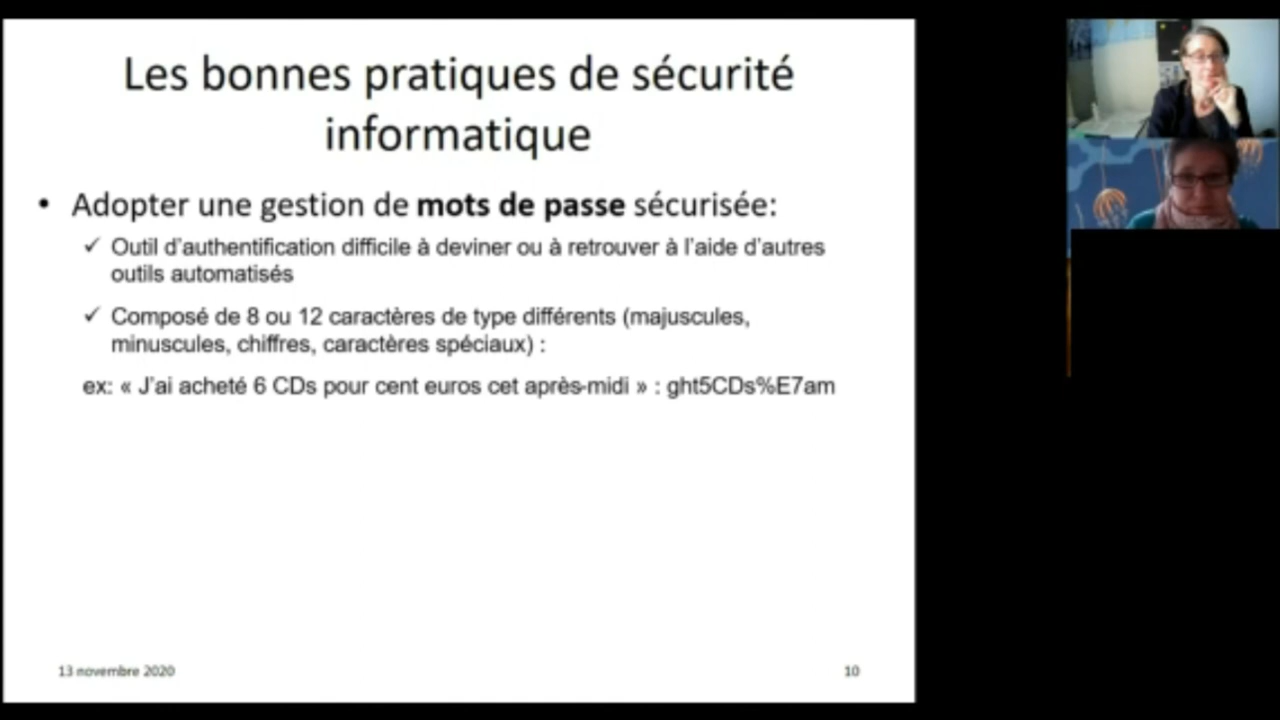 Les bonnes pratiques de sécurité
informatique
• Adopter une gestion de mots de passe sécurisée:
✓ Outil d'authentification difficile à deviner ou à retrouver à l'aide d'autres
outils automatisés
✓ Composé de 8 ou 12 caractères de type différents (majuscules,
minuscules, chiffres, caractères spéciaux) :
ex: « J'ai acheté 6 CDs pour cent euros cet après-midi » : ght5CDs%E7am
13 novembre 2020
10